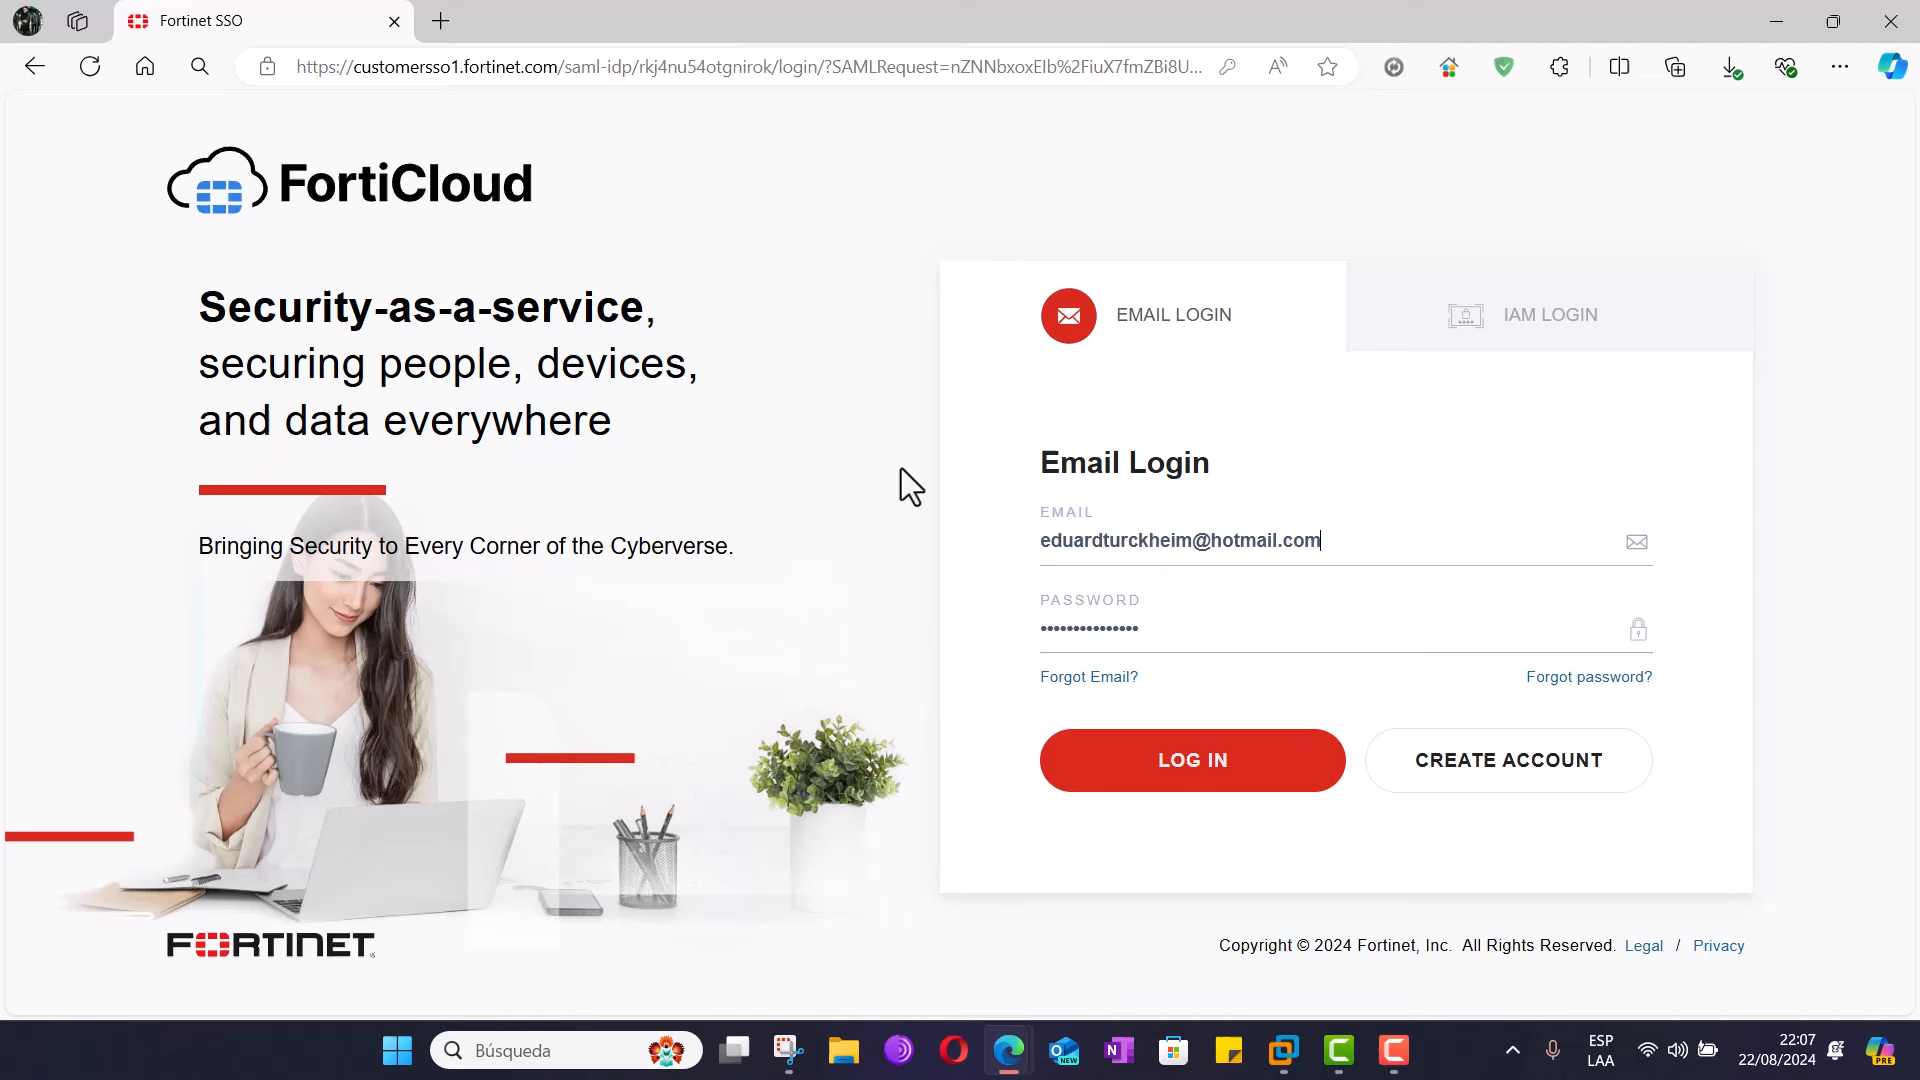 Fortinet SSO
https://customersso1.fortinet.com/saml-idp/rkj4nu54otgnirok/login/?SAMLRequest=nZNNbxoxEIb%2FiuX7fmZBi8U...
FortiCloud
Security-as-a-service,
securing people, devices,
and data everywhere
Bringing Security to Every Corner of the Cyberverse.
FORTINET
EMAIL LOGIN
IAM LOGIN
Email Login
EMAIL
eduardturckheim@hotmail.com
PASSWORD
•••••••••••••••
Forgot Email?
Forgot password?
LOG IN
CREATE ACCOUNT
Copyright © 2024 Fortinet, Inc. All Rights Reserved. Legal / Privacy
Búsqueda
NEW
ESP
LAA
22:07
22/08/2024
PRE